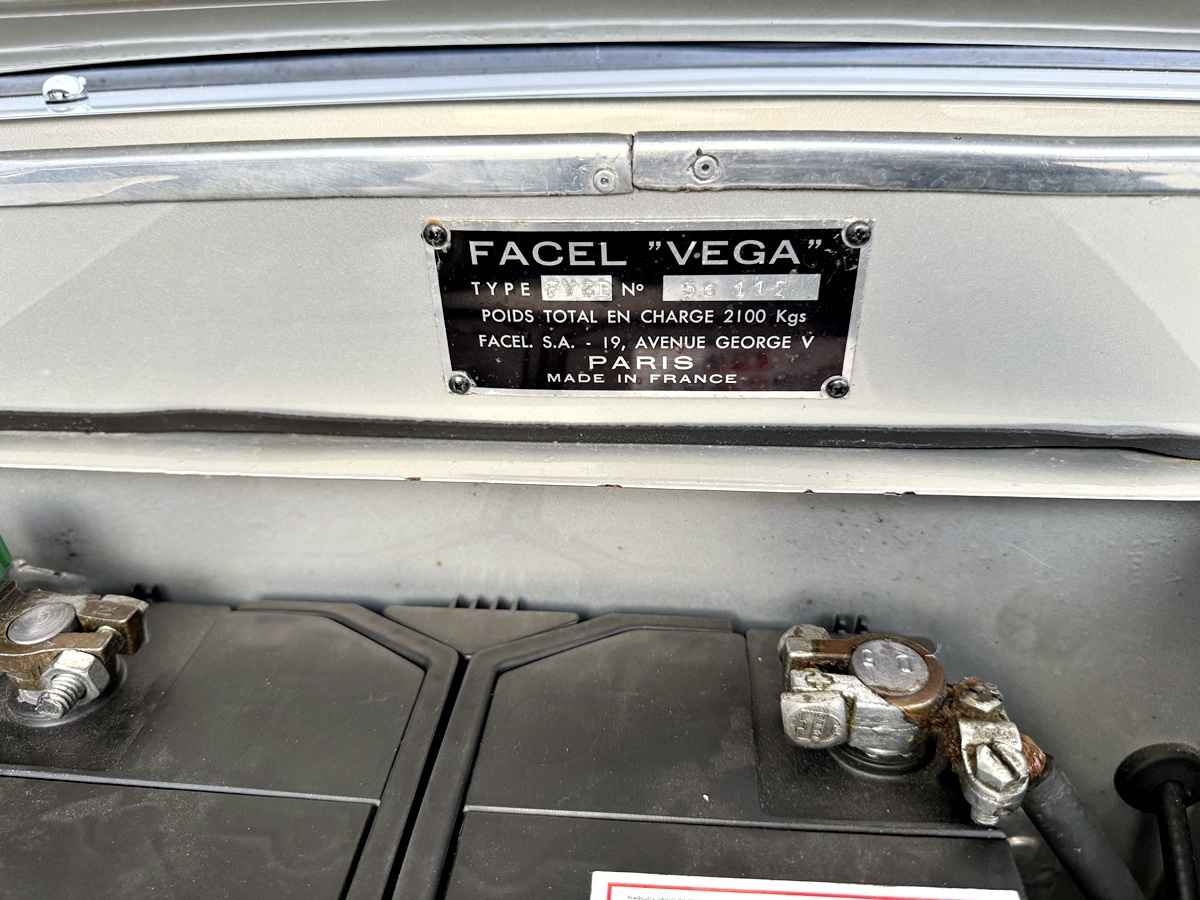 FACEL "VEGA"
TYPE Nº
POIDS TOTAL EN CHARGE 2100 Kgs
FACEL. S.A. - 19, AVENUE GEORGE V
PARIS
MADE IN FRANCE